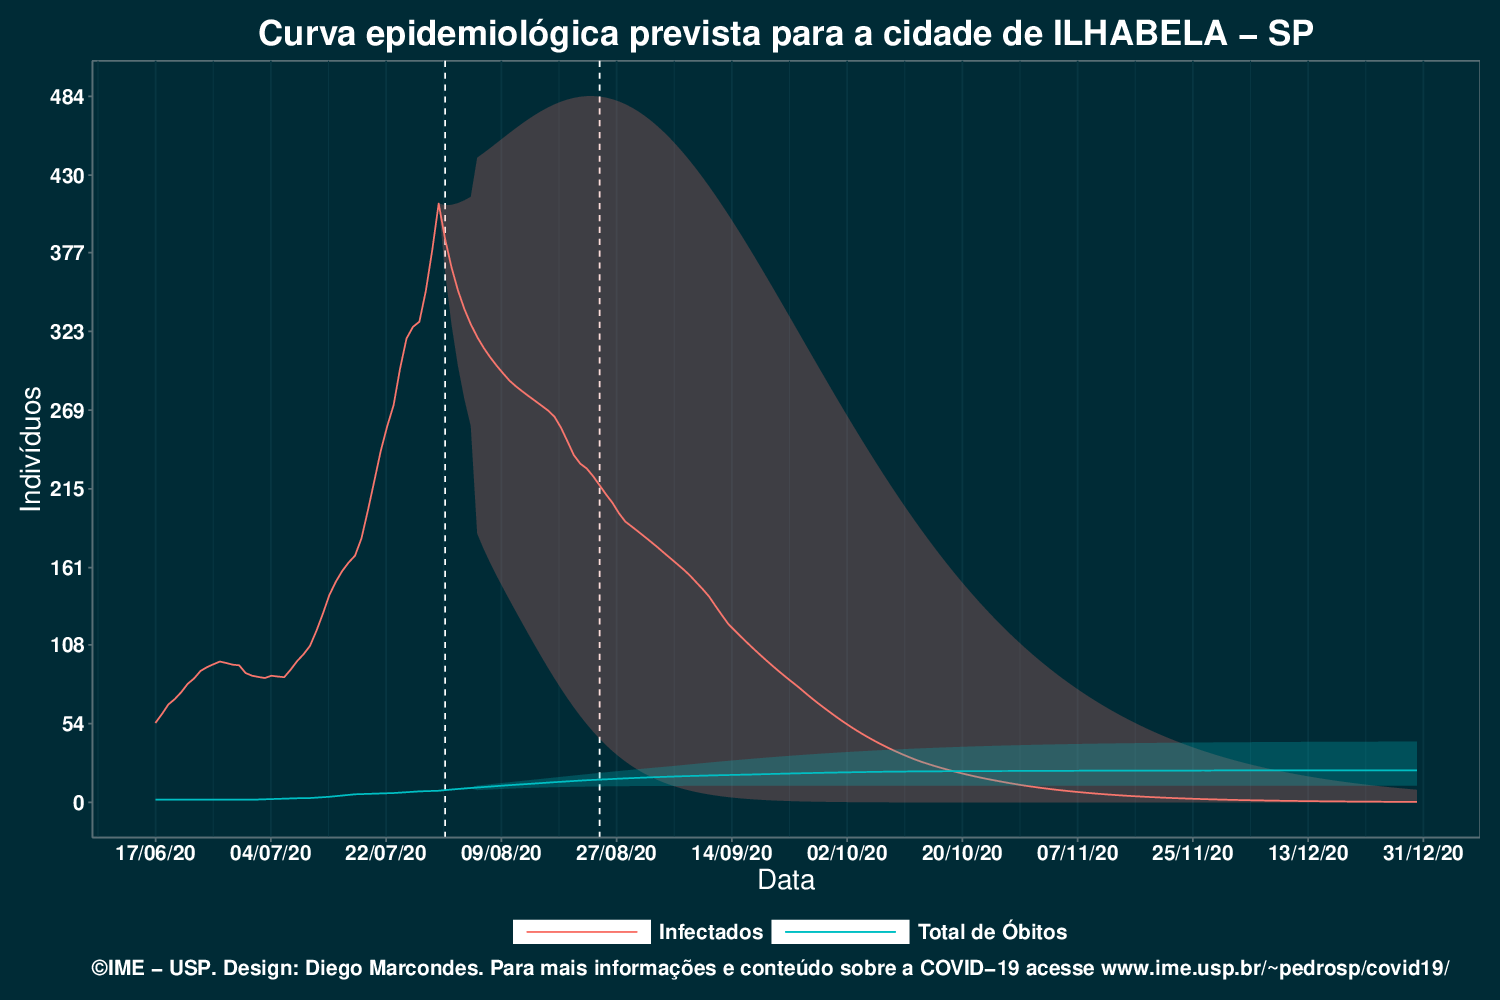 Curva epidemiológica prevista para a cidade de ILHABELA – SP
484
430
377
323
269
215
161
108
54
0
Indivíduos
17/06/20 04/07/20 22/07/20 09/08/20 27/08/20 14/09/20 02/10/20 20/10/20 07/11/20 25/11/20 13/12/20 31/12/20
Data
Infectados Total de Óbitos
©IME – USP. Design: Diego Marcondes. Para mais informações e conteúdo sobre a COVID–19 acesse www.ime.usp.br/~pedrosp/covid19/